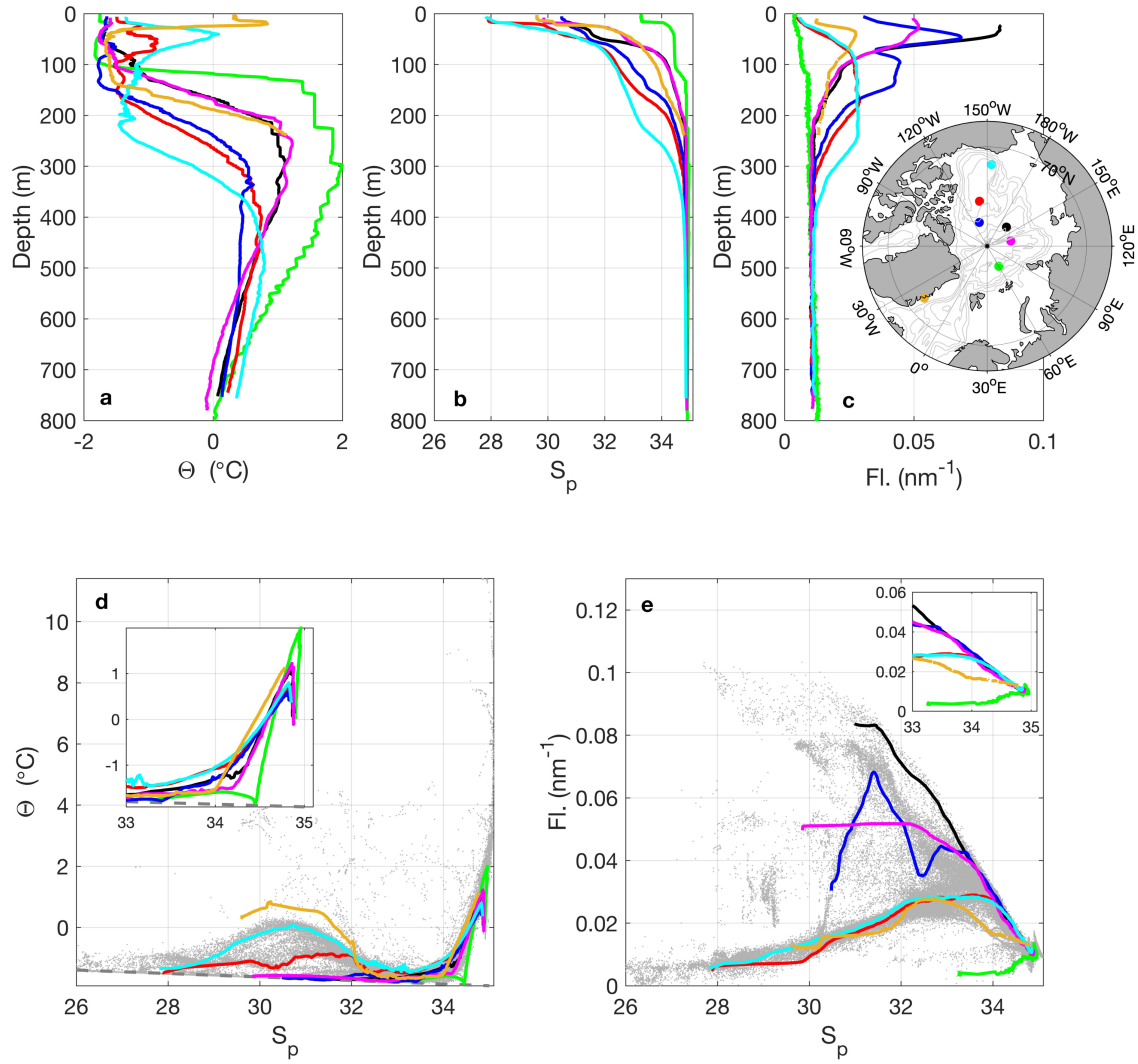 0
100
200
300
400
500
600
700
800
Depth (m)
-2
0
2
Θ (°C)
a
0
100
200
300
400
500
600
700
800
Depth (m)
26
28
30
32
34
S_p
b
0
100
200
300
400
500
600
700
800
Depth (m)
0
0.05
0.1
Fl. (nm⁻¹)
c
150°W
180°W
120°W
70°N
150°E
90°W
60°W
120°E
30°W
90°E
0°
60°E
30°E
d
10
8
6
4
2
0
Θ (°C)
26
28
30
32
34
S_p
1
0
-1
33
34
35
e
0.12
0.1
0.08
0.06
0.04
0.02
0
Fl. (nm⁻¹)
26
28
30
32
34
S_p
0.06
0.04
0.02
0
33
34
35